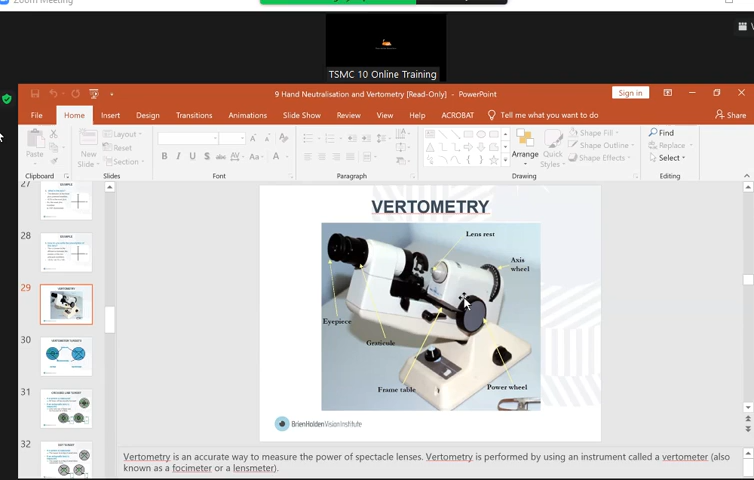 Zoom Meeting
TSMC 10 Online Training
9 Hand Neutralisation and Vertometry [Read-Only] - PowerPoint
Sign in
File Home Insert Design Transitions Animations Slide Show Review View Help ACROBAT Tell me what you want to do Share
Paste
New Slide
Layout
Reset
Section
B I U S abc AV Aa A
Arrange
Quick Styles
Shape Fill
Shape Outline
Shape Effects
Find
Replace
Select
Clipboard Slides Font Paragraph Drawing Editing
27
28
29
30
31
32
VERTOMETRY
Lens rest
Axis
wheel
Eyepiece
Graticule
Frame table
Power wheel
BrienHoldenVisionInstitute
Vertometry is an accurate way to measure the power of spectacle lenses. Vertometry is performed by using an instrument called a vertometer (also
known as a focimeter or a lensmeter).